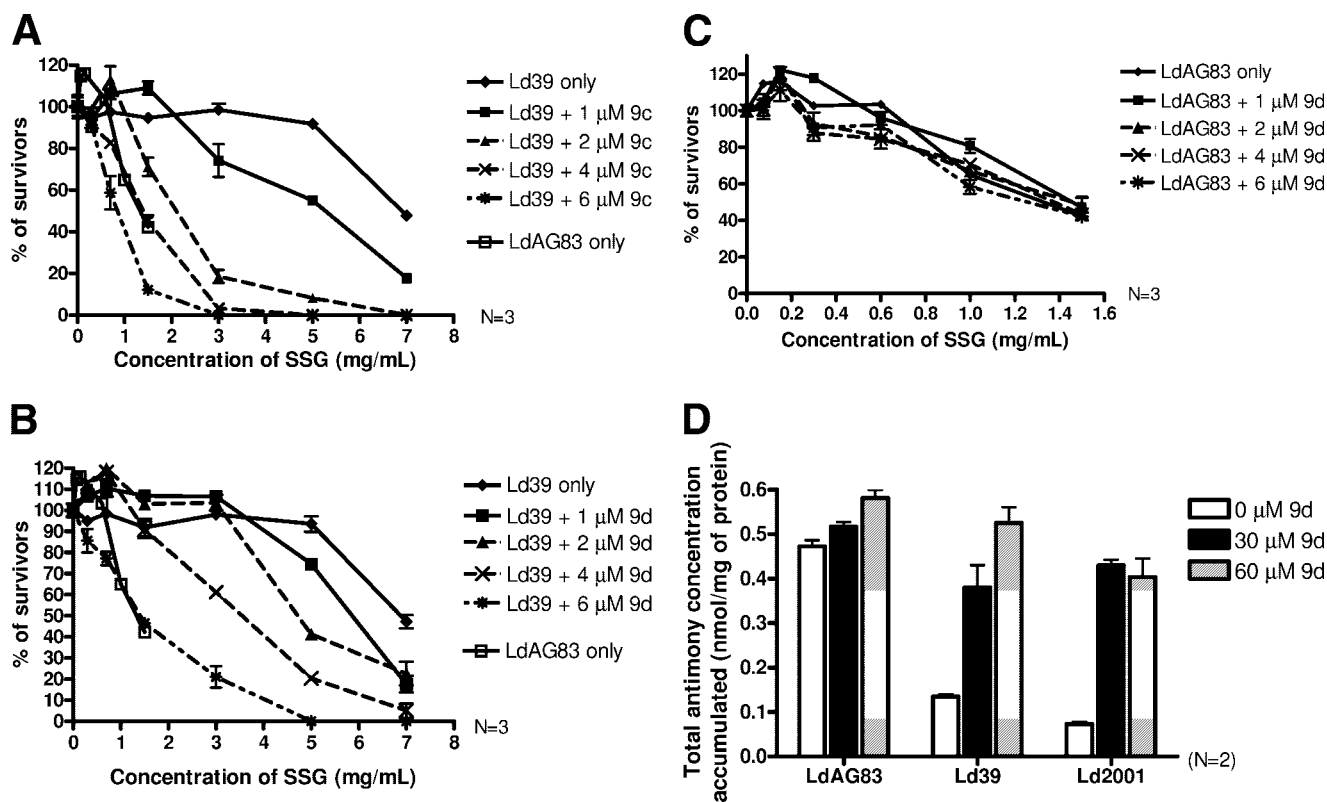 A
120
100
80
60
40
20
0
% of survivors
0 1 2 3 4 5 6 7 8
Concentration of SSG (mg/mL)
N=3
Ld39 only
Ld39 + 1 µM 9c
Ld39 + 2 µM 9c
Ld39 + 4 µM 9c
Ld39 + 6 µM 9c
LdAG83 only
C
120
100
80
60
40
20
0
% of survivors
0.0 0.2 0.4 0.6 0.8 1.0 1.2 1.4 1.6
Concentration of SSG (mg/mL)
N=3
LdAG83 only
LdAG83 + 1 µM 9d
LdAG83 + 2 µM 9d
LdAG83 + 4 µM 9d
LdAG83 + 6 µM 9d
B
120
110
100
90
80
70
60
50
40
30
20
10
0
% of survivors
0 1 2 3 4 5 6 7 8
Concentration of SSG (mg/mL)
N=3
Ld39 only
Ld39 + 1 µM 9d
Ld39 + 2 µM 9d
Ld39 + 4 µM 9d
Ld39 + 6 µM 9d
LdAG83 only
D
Total antimony concentration
accumulated (nmol/mg of protein)
0.6
0.5
0.4
0.3
0.2
0.1
0.0
LdAG83 Ld39 Ld2001
(N=2)
0 µM 9d
30 µM 9d
60 µM 9d